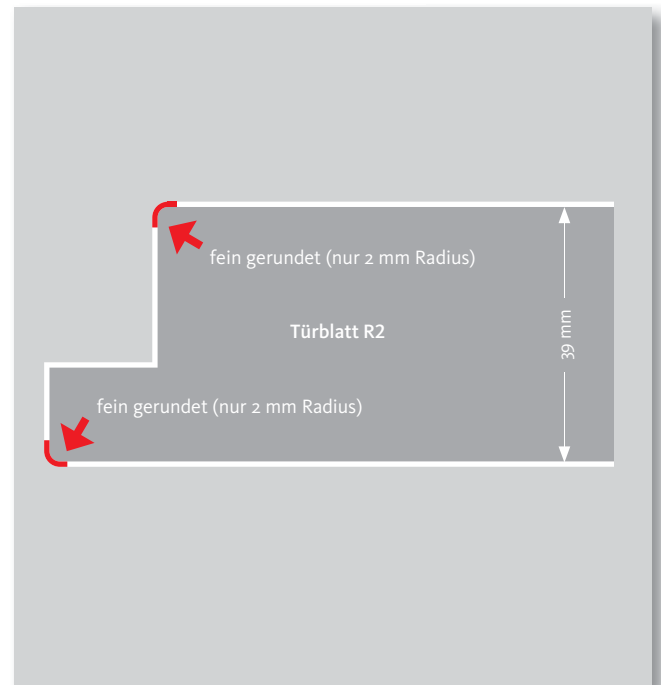 fein gerundet (nur 2 mm Radius)
Türblatt R2
39 mm
fein gerundet (nur 2 mm Radius)